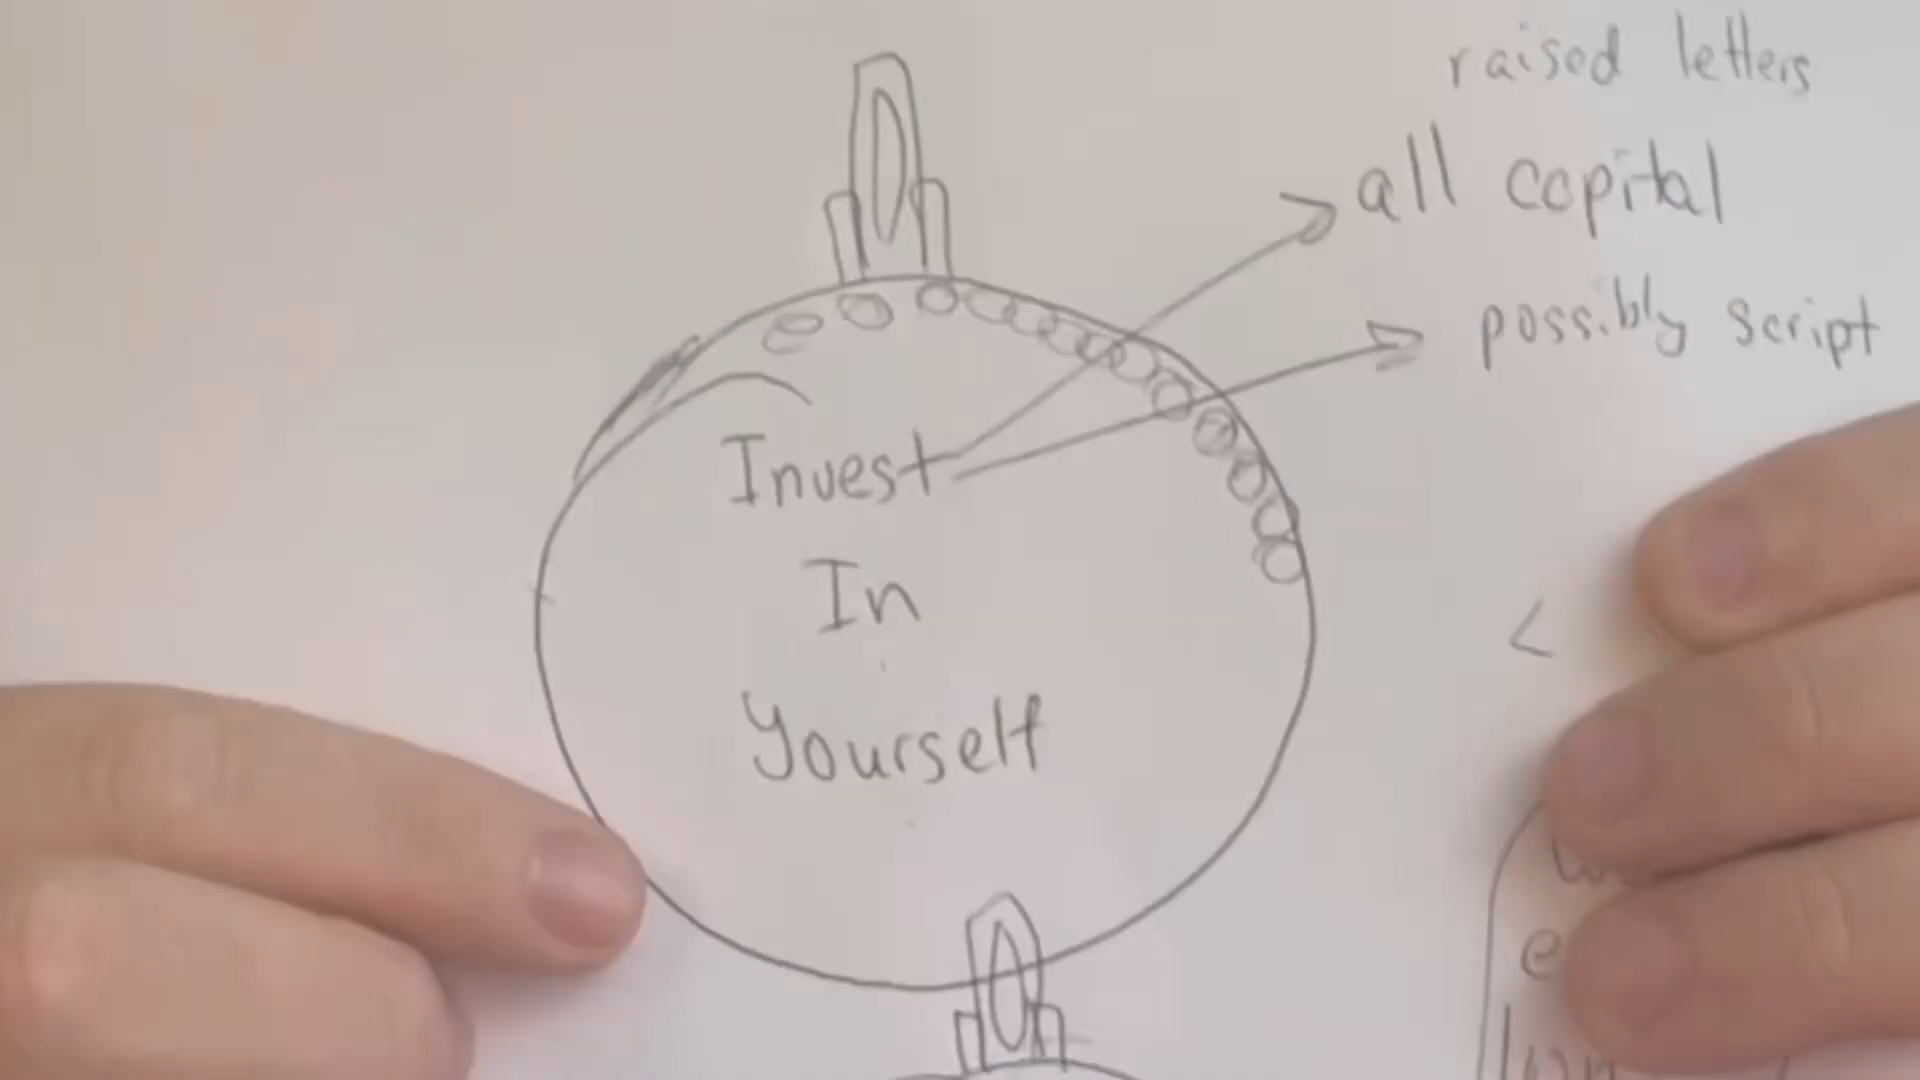 raised letters
all capital
possibly script
Invest
In
Yourself